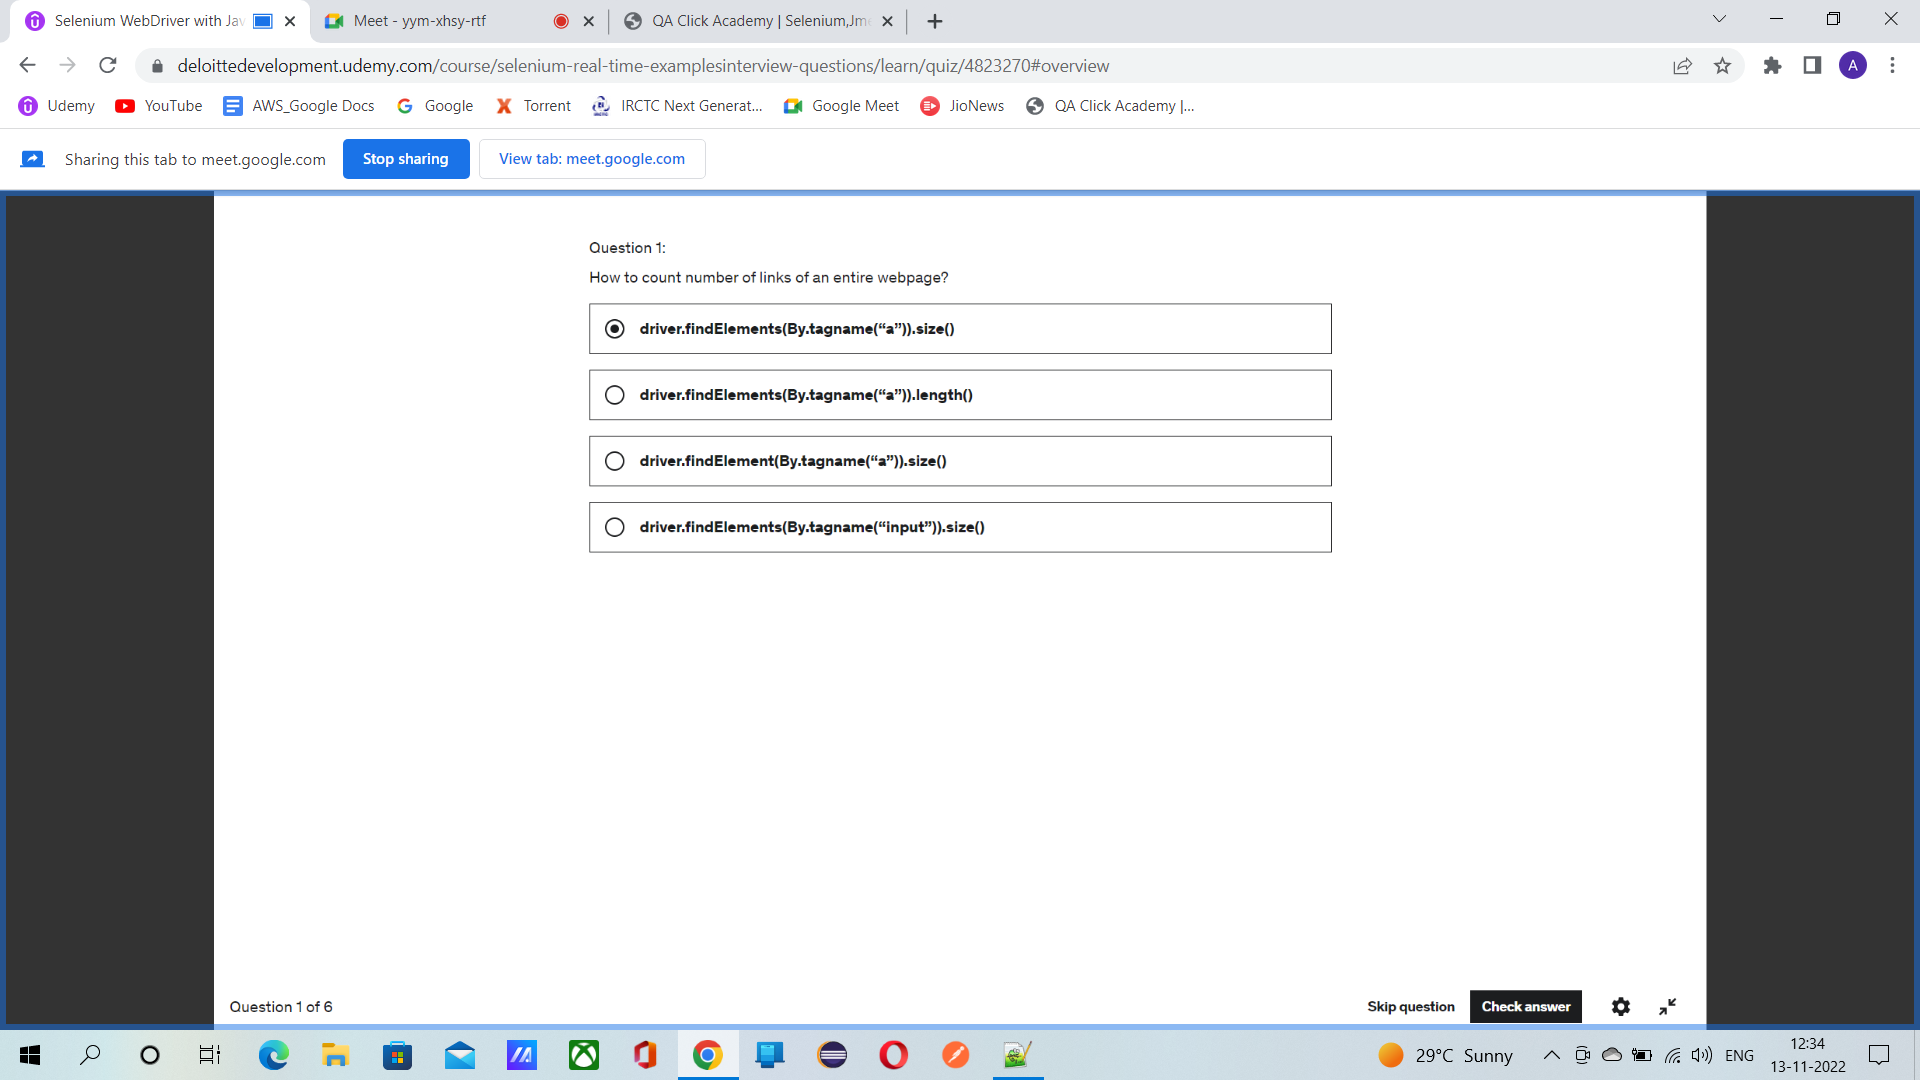 Selenium WebDriver with Jav
Meet - yym-xhsy-rtf
QA Click Academy | Selenium,Jm
deloittedevelopment.udemy.com/course/selenium-real-time-examplesinterview-questions/learn/quiz/4823270#overview
A
Udemy
YouTube
AWS_Google Docs
Google
Torrent
IRCTC Next Generat...
Google Meet
JioNews
QA Click Academy |...
Sharing this tab to meet.google.com
Stop sharing
View tab: meet.google.com
Question 1:
How to count number of links of an entire webpage?
driver.findElements(By.tagname(“a”)).size()
driver.findElements(By.tagname(“a”)).length()
driver.findElement(By.tagname(“a”)).size()
driver.findElements(By.tagname(“input”)).size()
Question 1 of 6
Skip question
Check answer
29°C Sunny
ENG
12:34
13-11-2022